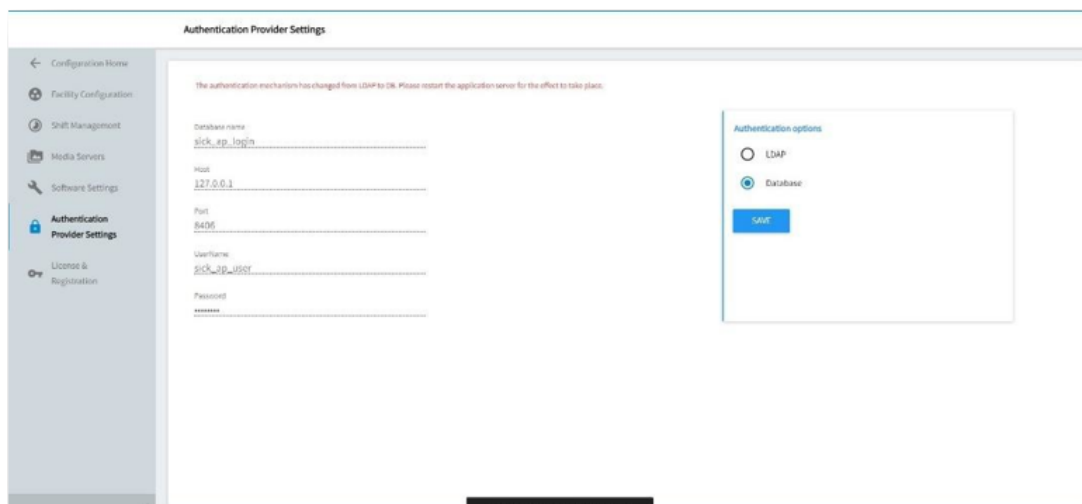 Authentication Provider Settings
Configuration Home
Facility Configuration
Shift Management
Media Servers
Software Settings
Authentication
Provider Settings
License &
Registration
The authentication mechanism has changed from LDAP to DB. Please restart the application server for the effect to take place.
Database name
sick_ap_login
Host
127.0.0.1
Port
8406
UserName
sick_ap_user
Password
••••••••
Authentication options
LDAP
Database
SAVE